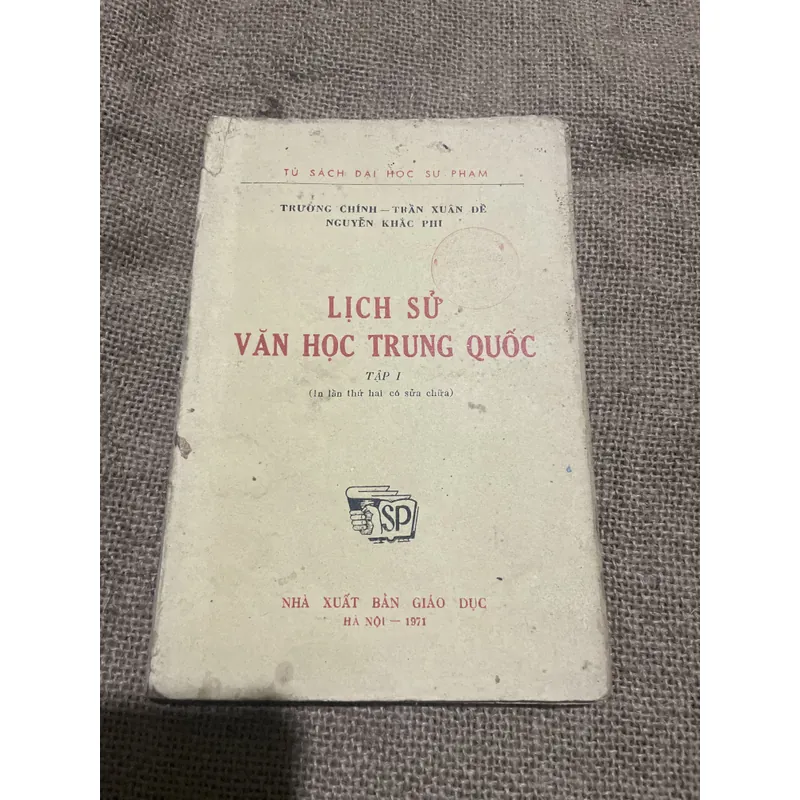 TỦ SÁCH ĐẠI HỌC SƯ PHẠM
TRƯƠNG CHÍNH — TRẦN XUÂN ĐỀ
NGUYỄN KHẮC PHI
LỊCH SỬ
VĂN HỌC TRUNG QUỐC
TẬP I
(In lần thứ hai có sửa chữa)
SP
NHÀ XUẤT BẢN GIÁO DỤC
HÀ NỘI — 1971